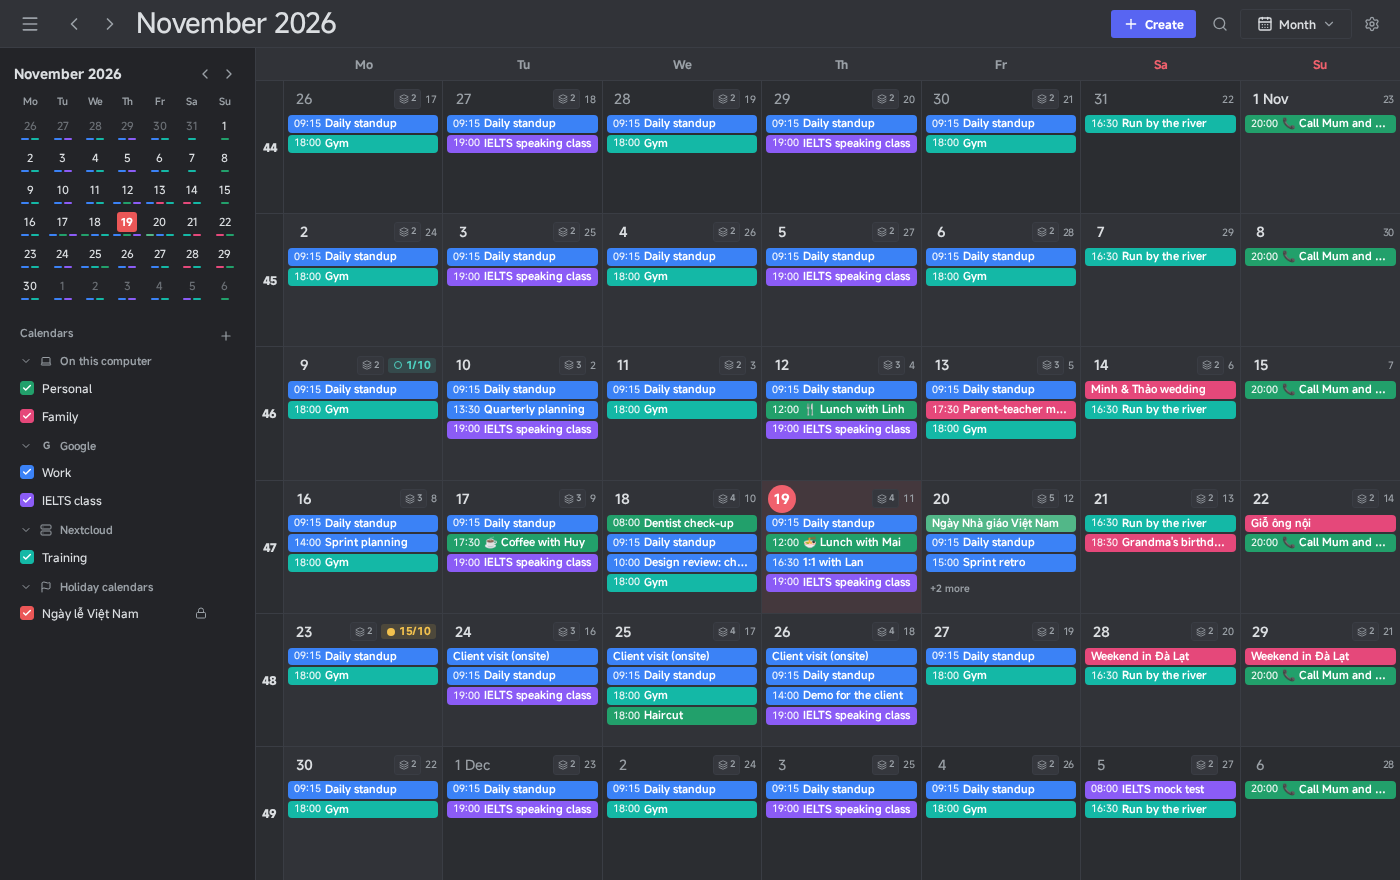 November 2026
Create
Month
November 2026
Mo Tu We Th Fr Sa Su
26 27 28 29 30 31 1
2 3 4 5 6 7 8
9 10 11 12 13 14 15
16 17 18 19 20 21 22
23 24 25 26 27 28 29
30 1 2 3 4 5 6
Calendars
On this computer
Personal
Family
G Google
Work
IELTS class
Nextcloud
Training
Holiday calendars
Ngày lễ Việt Nam
Mo Tu We Th Fr Sa Su
44
26 2 17
09:15 Daily standup
18:00 Gym
27 2 18
09:15 Daily standup
19:00 IELTS speaking class
28 2 19
09:15 Daily standup
18:00 Gym
29 2 20
09:15 Daily standup
19:00 IELTS speaking class
30 2 21
09:15 Daily standup
18:00 Gym
31 22
16:30 Run by the river
1 Nov 23
20:00 📞 Call Mum and ...
45
2 2 24
09:15 Daily standup
18:00 Gym
3 2 25
09:15 Daily standup
19:00 IELTS speaking class
4 2 26
09:15 Daily standup
18:00 Gym
5 2 27
09:15 Daily standup
19:00 IELTS speaking class
6 2 28
09:15 Daily standup
18:00 Gym
7 29
16:30 Run by the river
8 30
20:00 📞 Call Mum and ...
46
9 2 1/10
09:15 Daily standup
18:00 Gym
10 3 2
09:15 Daily standup
13:30 Quarterly planning
19:00 IELTS speaking class
11 2 3
09:15 Daily standup
18:00 Gym
12 3 4
09:15 Daily standup
12:00 🍴 Lunch with Linh
19:00 IELTS speaking class
13 3 5
09:15 Daily standup
17:30 Parent-teacher m...
18:00 Gym
14 2 6
Minh & Thảo wedding
16:30 Run by the river
15 7
20:00 📞 Call Mum and ...
47
16 3 8
09:15 Daily standup
14:00 Sprint planning
18:00 Gym
17 3 9
09:15 Daily standup
17:30 ☕ Coffee with Huy
19:00 IELTS speaking class
18 4 10
08:00 Dentist check-up
09:15 Daily standup
10:00 Design review: ch...
18:00 Gym
19 4 11
09:15 Daily standup
12:00 🍜 Lunch with Mai
16:30 1:1 with Lan
19:00 IELTS speaking class
20 5 12
Ngày Nhà giáo Việt Nam
09:15 Daily standup
15:00 Sprint retro
+2 more
21 2 13
16:30 Run by the river
18:30 Grandma's birthd...
22 2 14
Giỗ ông nội
20:00 📞 Call Mum and ...
48
23 2 15/10
09:15 Daily standup
18:00 Gym
24 3 16
Client visit (onsite)
09:15 Daily standup
19:00 IELTS speaking class
25 4 17
Client visit (onsite)
09:15 Daily standup
18:00 Gym
18:00 Haircut
26 4 18
Client visit (onsite)
09:15 Daily standup
14:00 Demo for the client
19:00 IELTS speaking class
27 2 19
09:15 Daily standup
18:00 Gym
28 2 20
Weekend in Đà Lạt
16:30 Run by the river
29 2 21
Weekend in Đà Lạt
20:00 📞 Call Mum and ...
49
30 2 22
09:15 Daily standup
18:00 Gym
1 Dec 2 23
09:15 Daily standup
19:00 IELTS speaking class
2 2 24
09:15 Daily standup
18:00 Gym
3 2 25
09:15 Daily standup
19:00 IELTS speaking class
4 2 26
09:15 Daily standup
18:00 Gym
5 2 27
08:00 IELTS mock test
16:30 Run by the river
6 28
20:00 📞 Call Mum and ...